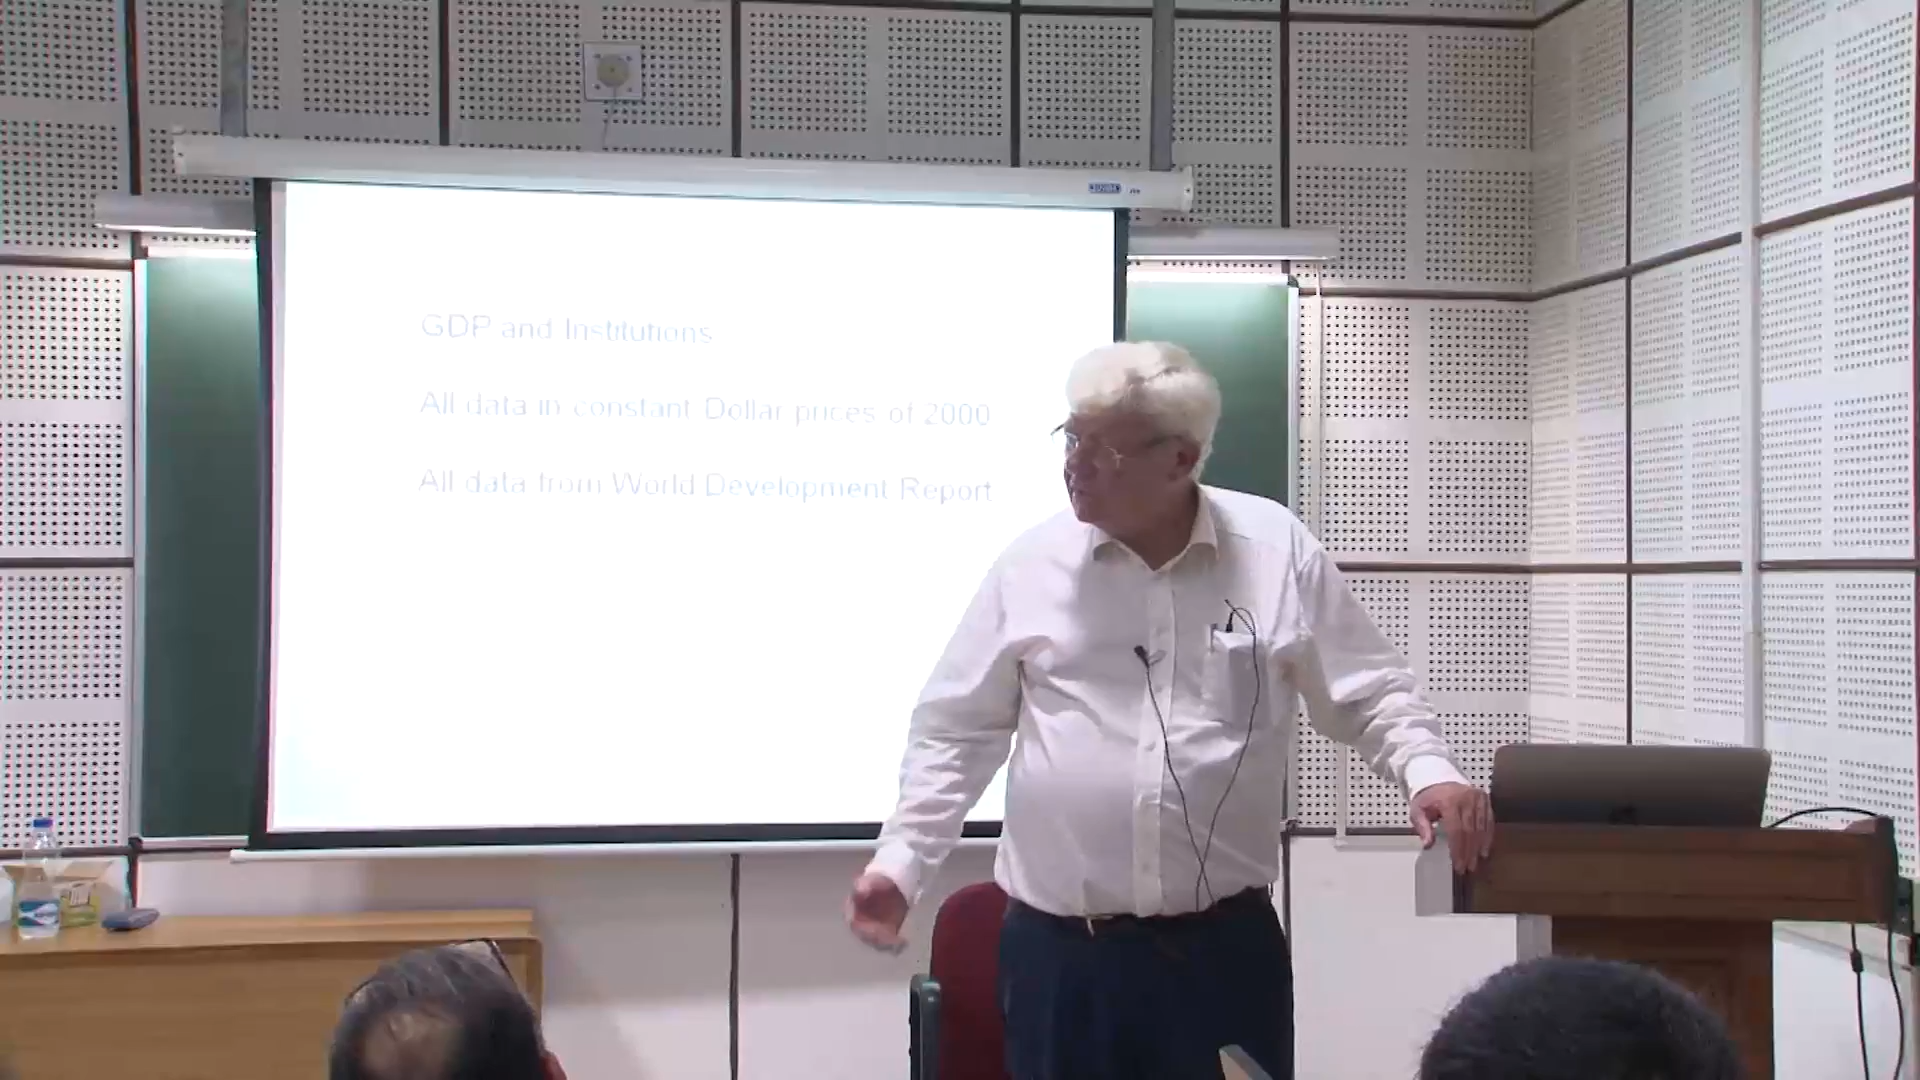 GDP and Institutions
All data in constant Dollar prices of 2000
All data from World Development Report